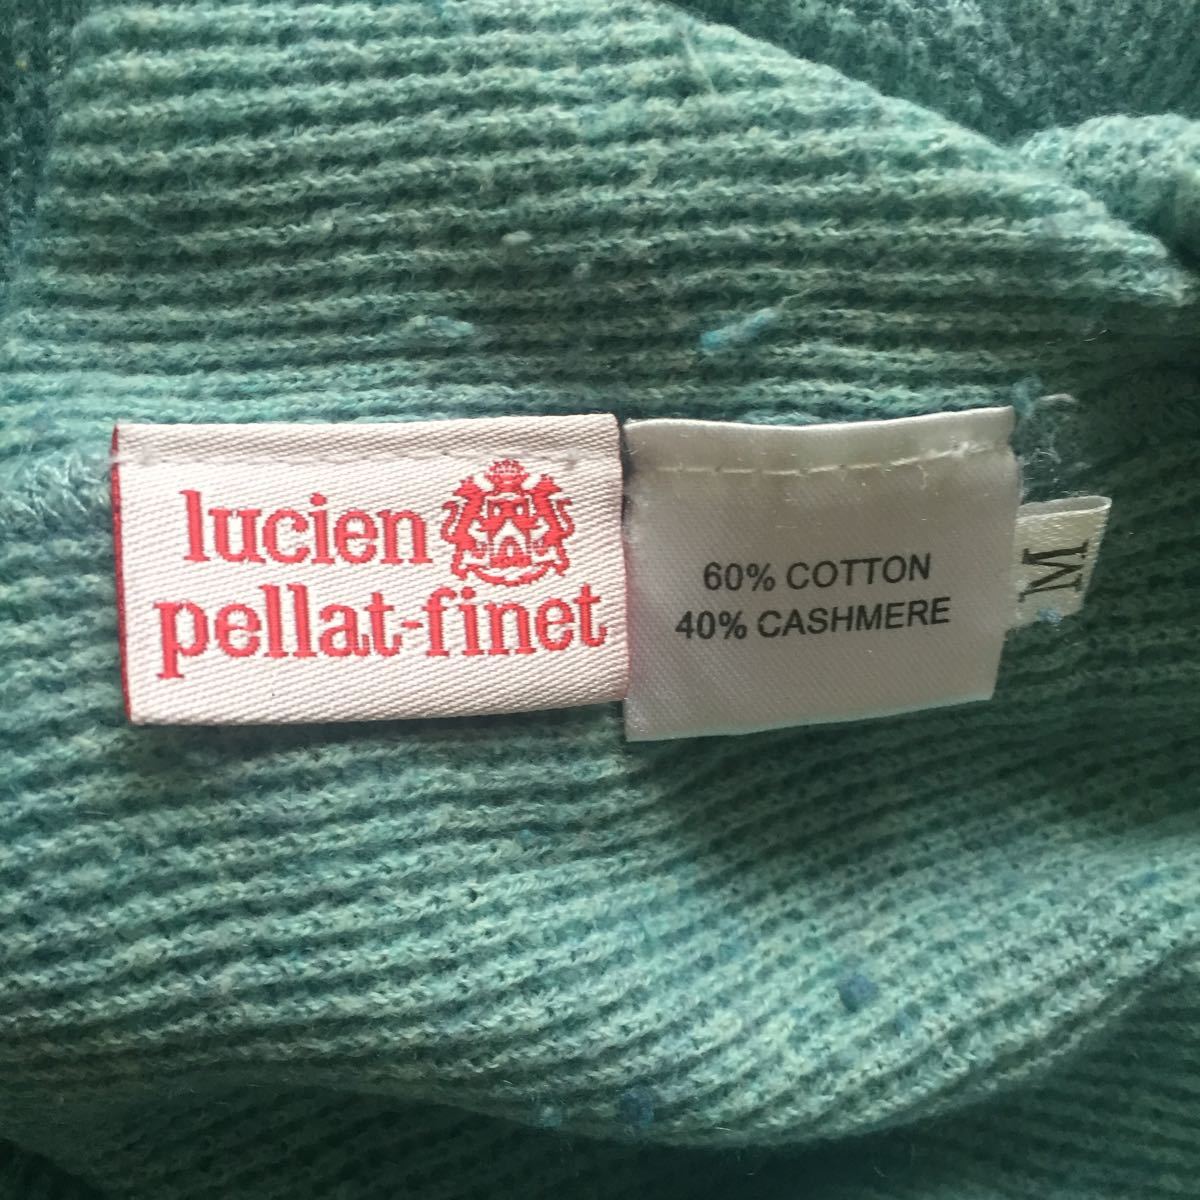 lucien
pellat-finet
60% COTTON
40% CASHMERE
M